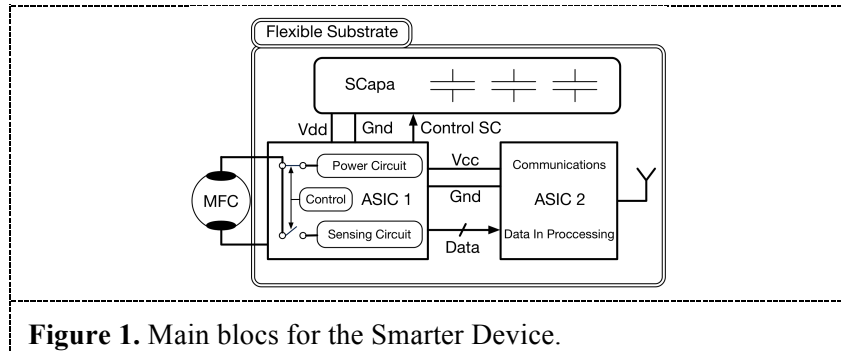 Flexible Substrate
SCapa
Vdd
Gnd
Control SC
Power Circuit
Vcc
Communications
MFC
Control
ASIC 1
Gnd
ASIC 2
Sensing Circuit
Data
Data In Proccessing
Figure 1. Main blocs for the Smarter Device.